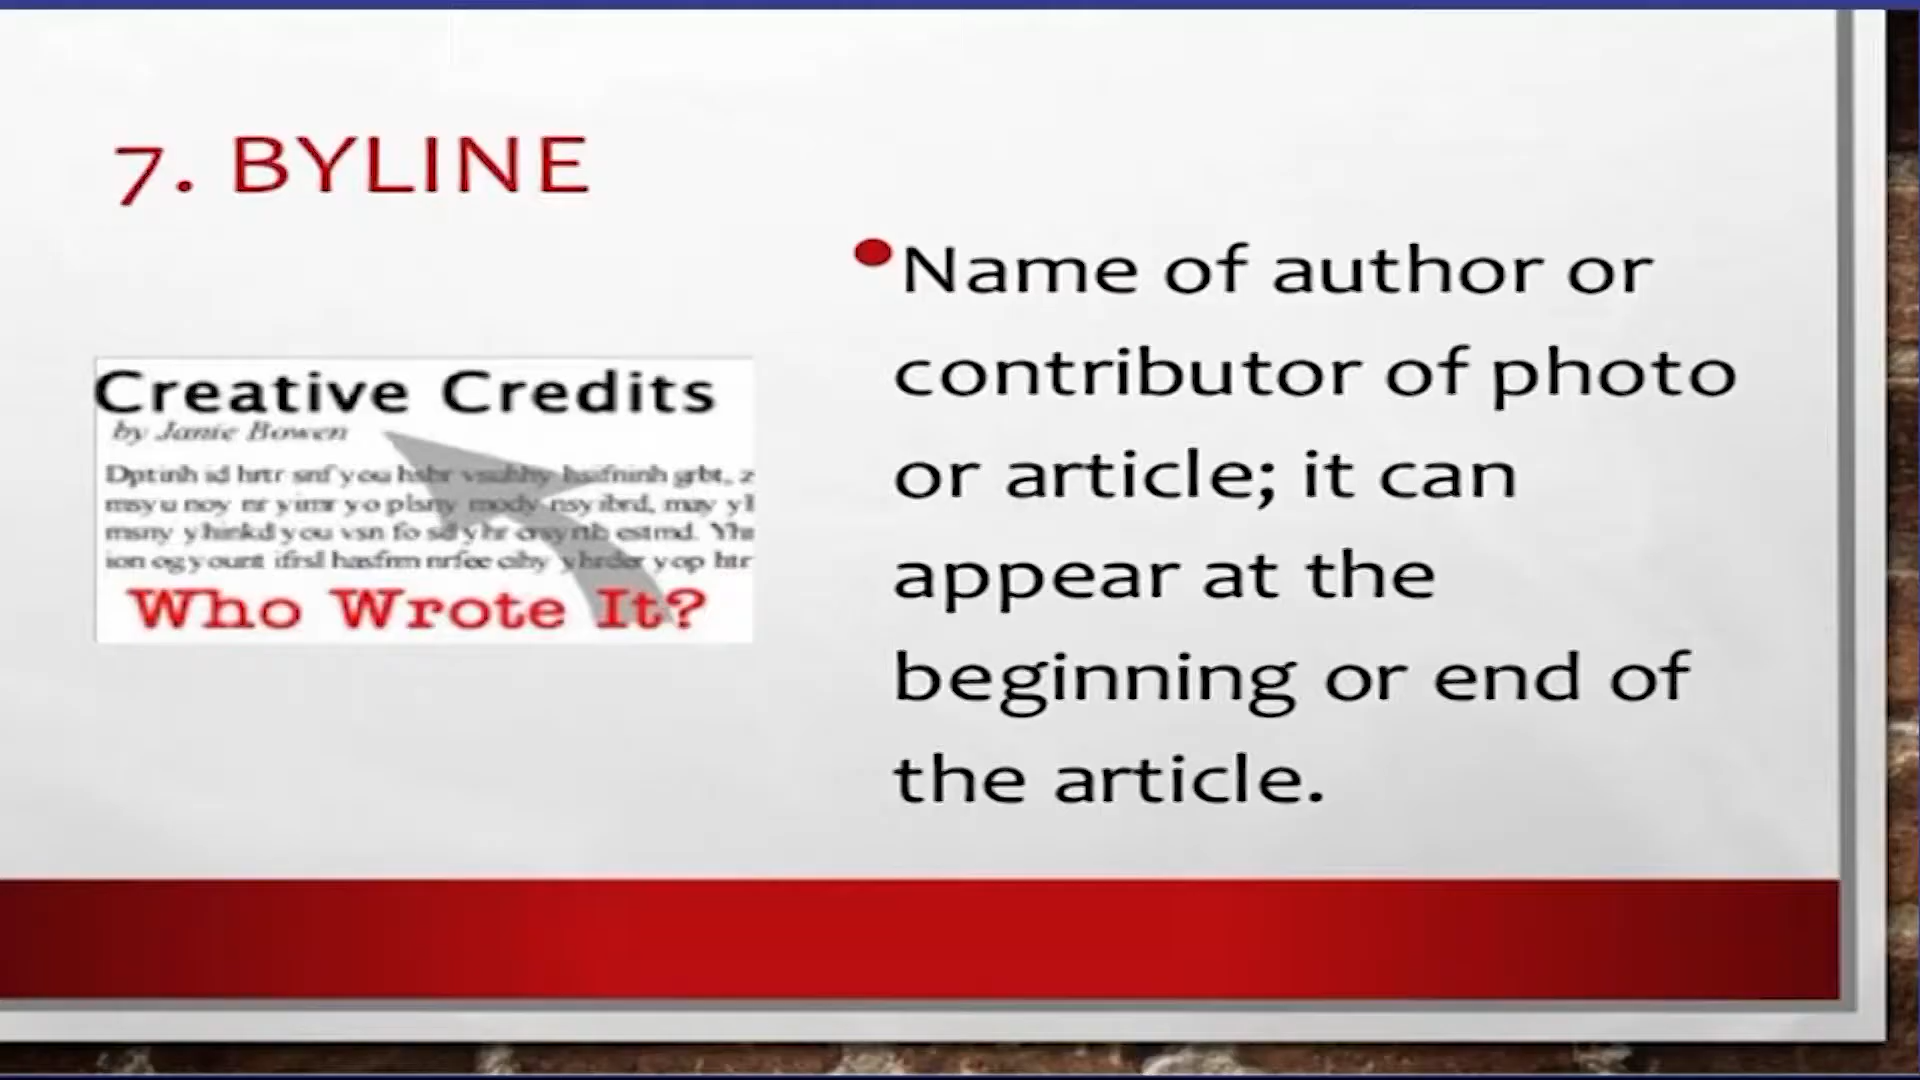 7. BYLINE
Creative Credits
by Janie Bowen
Who Wrote It?
Name of author or
contributor of photo
or article; it can
appear at the
beginning or end of
the article.